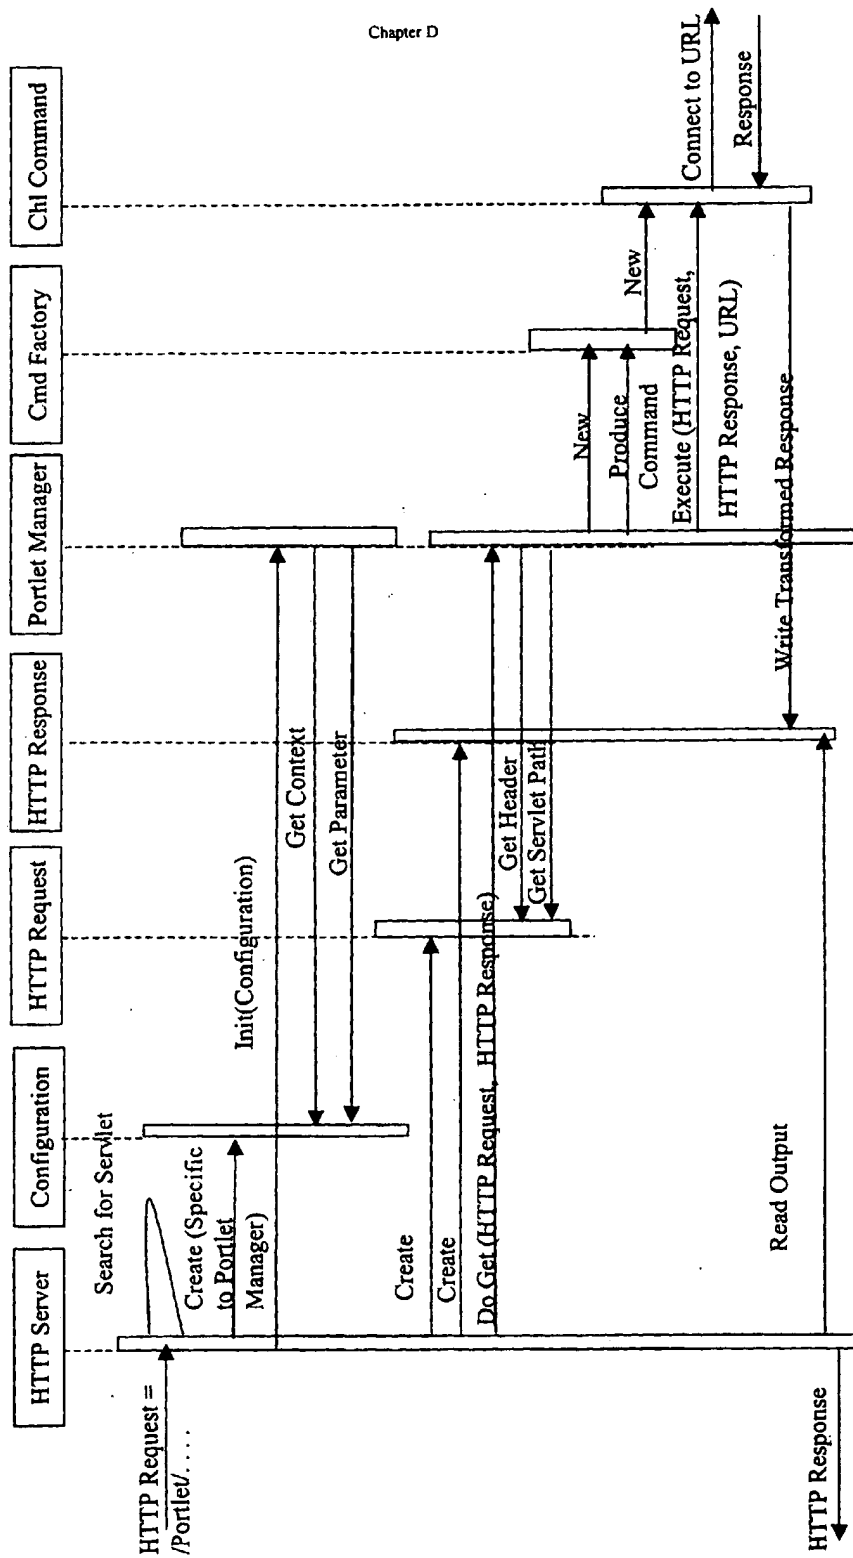 Chapter D
HTTP Server
Configuration
HTTP Request
HTTP Response
Portlet Manager
Cmd Factory
Chl Command
HTTP Request =
/Portlet/. . . .
Search for Servlet
Create (Specific
to Portlet
Manager)
Init(Configuration)
Get Context
Get Parameter
Create
Create
Do Get (HTTP Request, HTTP Response)
Get Header
Get Servlet Path
New
Produce
Command
New
Execute (HTTP Request,
HTTP Response, URL)
Connect to URL
Response
Write Transformed Response
Read Output
HTTP Response